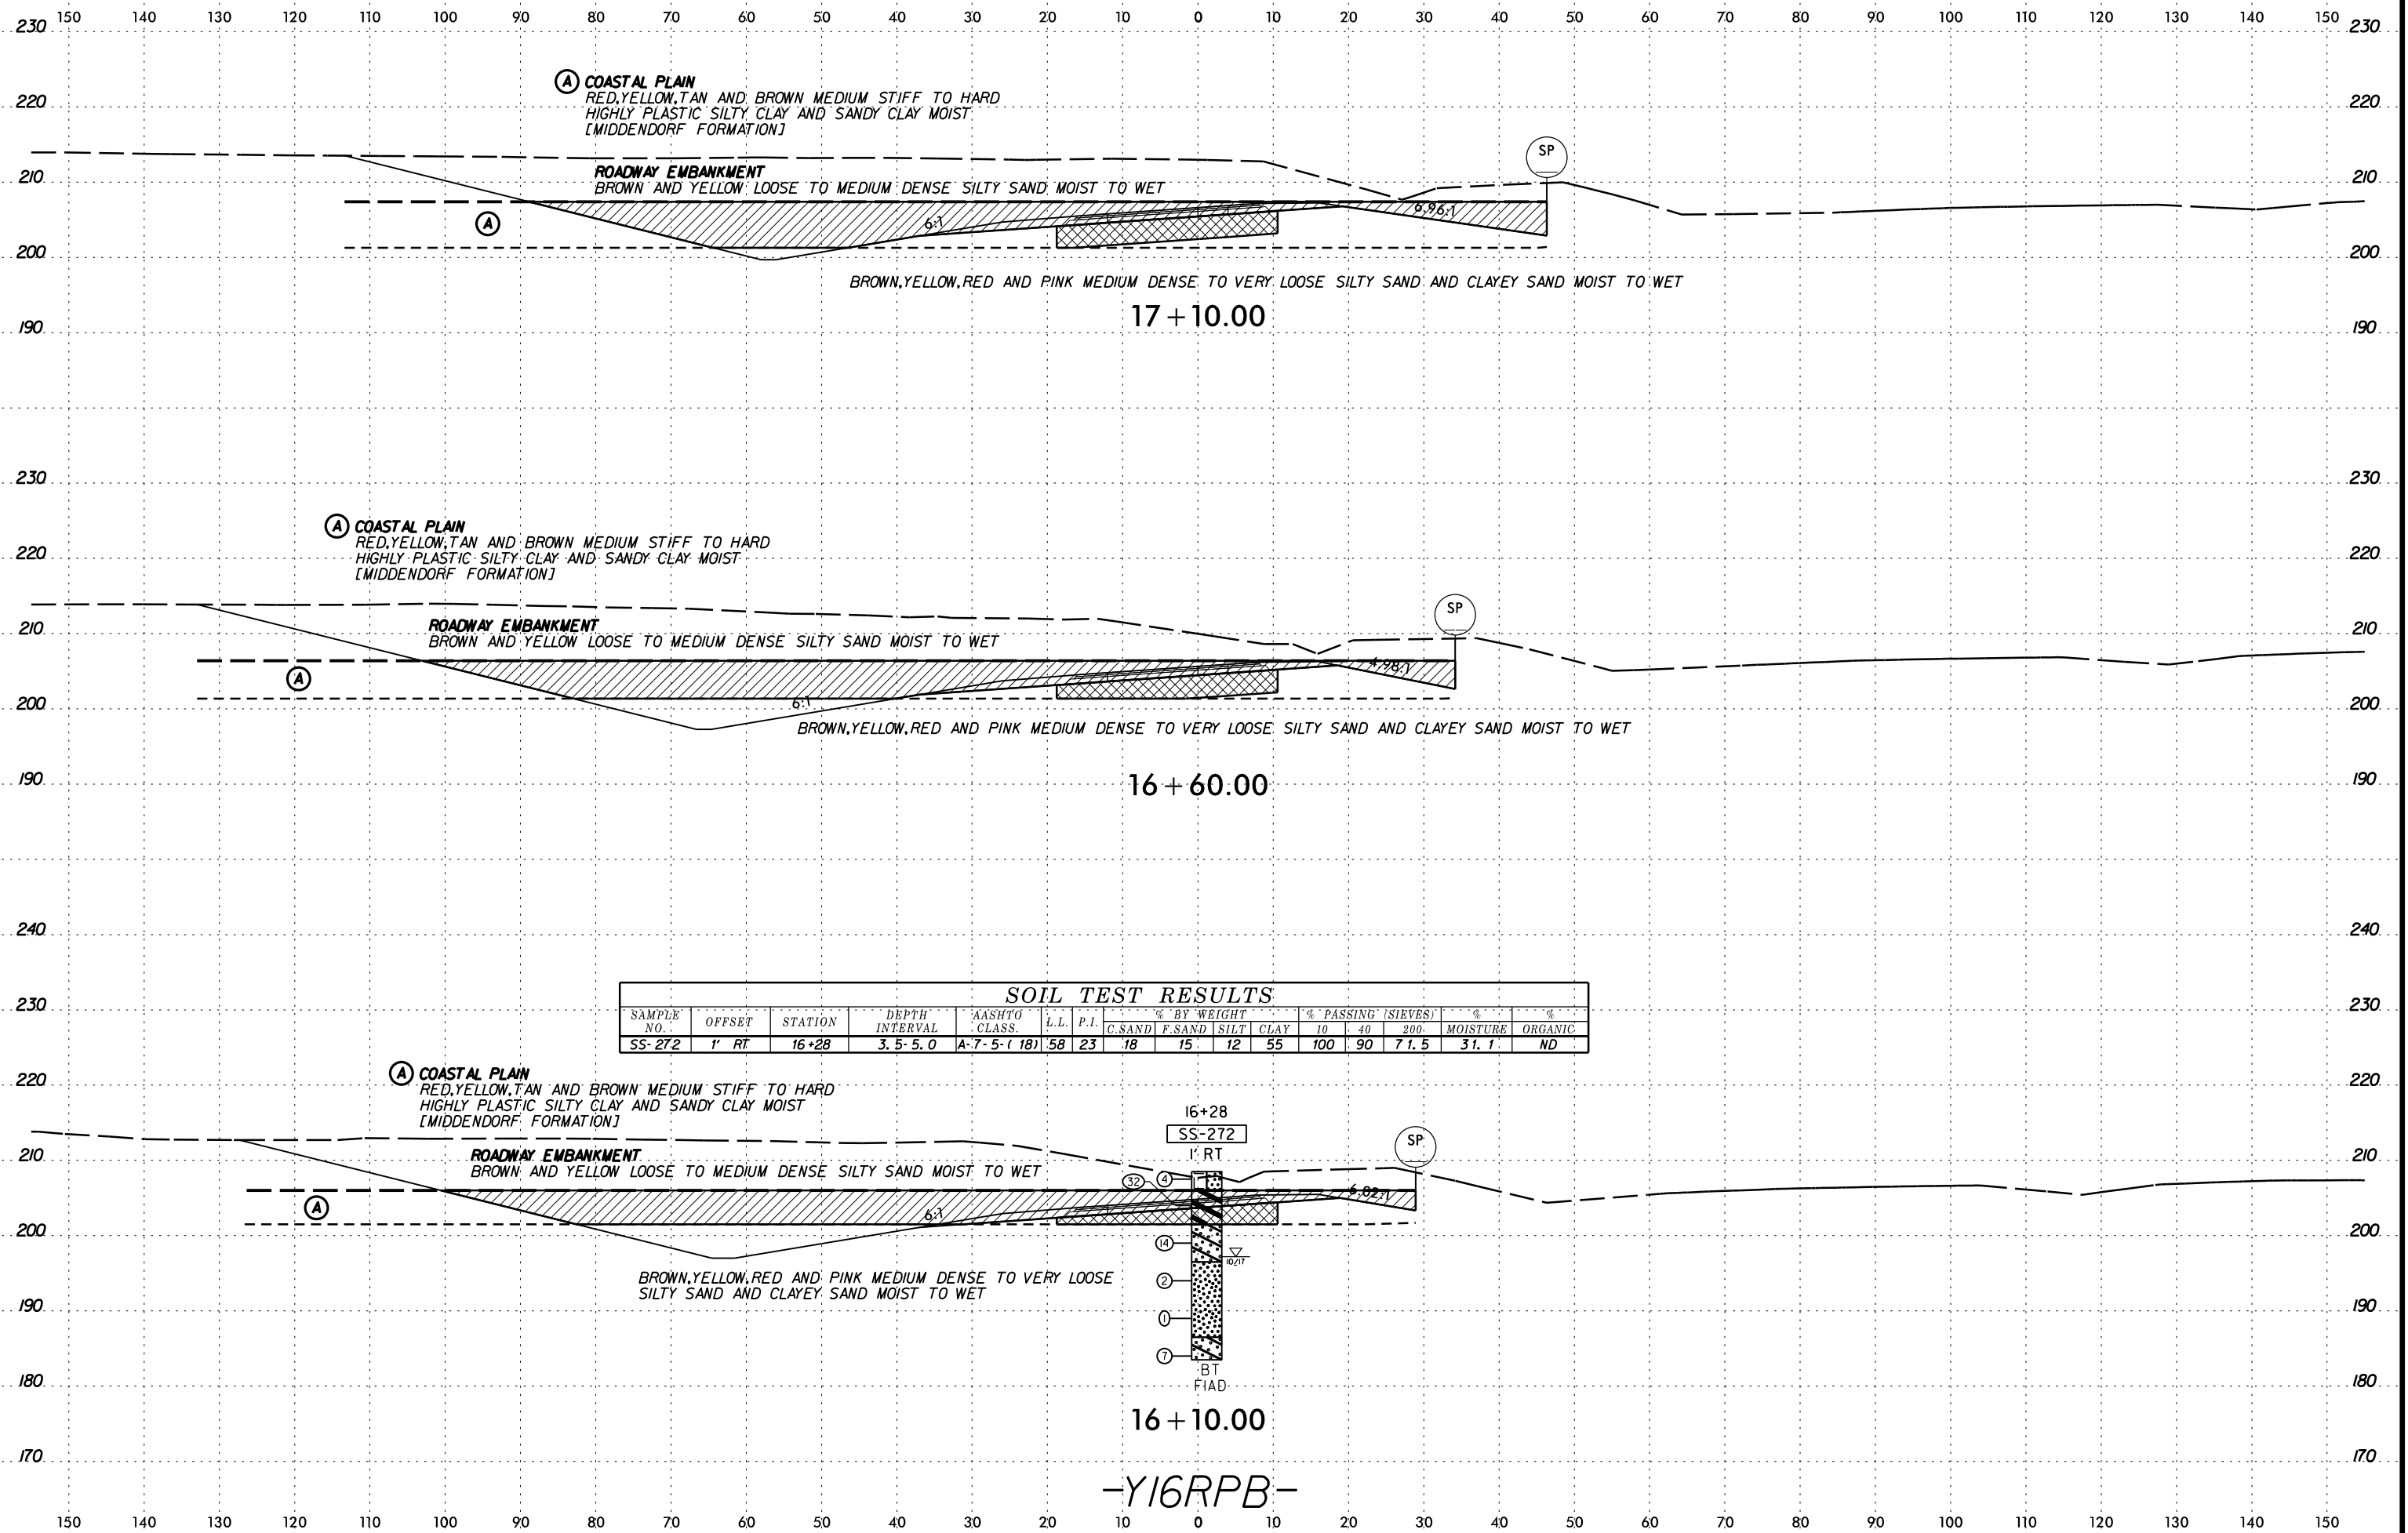 150 140 130 120 110 100 90 80 70 60 50 40 30 20 10 0 10 20 30 40 50 60 70 80 90 100 110 120 130 140 150
230 230
Ⓐ COASTAL PLAIN
RED,YELLOW,TAN AND BROWN MEDIUM STIFF TO HARD
220 220
HIGHLY PLASTIC SILTY CLAY AND SANDY CLAY MOIST
[MIDDENDORF FORMATION]
SP
ROADWAY EMBANKMENT
210 210
BROWN AND YELLOW LOOSE TO MEDIUM DENSE SILTY SAND MOIST TO WET
6.96:1
Ⓐ 6:1
200 200
BROWN,YELLOW,RED AND PINK MEDIUM DENSE TO VERY LOOSE SILTY SAND AND CLAYEY SAND MOIST TO WET
17+10.00
190 190
230 230
Ⓐ COASTAL PLAIN
RED,YELLOW,TAN AND BROWN MEDIUM STIFF TO HARD
220 220
HIGHLY PLASTIC SILTY CLAY AND SANDY CLAY MOIST
[MIDDENDORF FORMATION]
SP
ROADWAY EMBANKMENT
210 210
BROWN AND YELLOW LOOSE TO MEDIUM DENSE SILTY SAND MOIST TO WET
4.98:1
Ⓐ
6:1
200 200
BROWN,YELLOW,RED AND PINK MEDIUM DENSE TO VERY LOOSE SILTY SAND AND CLAYEY SAND MOIST TO WET
190 190
16+60.00
240 240
SOIL TEST RESULTS
230 230
SAMPLE NO. OFFSET STATION DEPTH INTERVAL AASHTO CLASS. L.L. P.I. % BY WEIGHT % PASSING (SIEVES) % MOISTURE % ORGANIC
C.SAND F.SAND SILT CLAY 10 40 200
SS-272 1' RT 16+28 3.5-5.0 A-7-5-(18) 58 23 18 15 12 55 100 90 71.5 31.1 ND
Ⓐ COASTAL PLAIN
220 220
RED,YELLOW,TAN AND BROWN MEDIUM STIFF TO HARD
HIGHLY PLASTIC SILTY CLAY AND SANDY CLAY MOIST
[MIDDENDORF FORMATION]
16+28
SS-272
1' RT
SP
ROADWAY EMBANKMENT
210 210
BROWN AND YELLOW LOOSE TO MEDIUM DENSE SILTY SAND MOIST TO WET
4
32
6.02:1
Ⓐ
6:1
200 200
14
10/17
BROWN,YELLOW,RED AND PINK MEDIUM DENSE TO VERY LOOSE
2
SILTY SAND AND CLAYEY SAND MOIST TO WET
190 190
1
7
BT
FIAD
180 180
16+10.00
170 170
-Y16RPB-
150 140 130 120 110 100 90 80 70 60 50 40 30 20 10 0 10 20 30 40 50 60 70 80 90 100 110 120 130 140 150